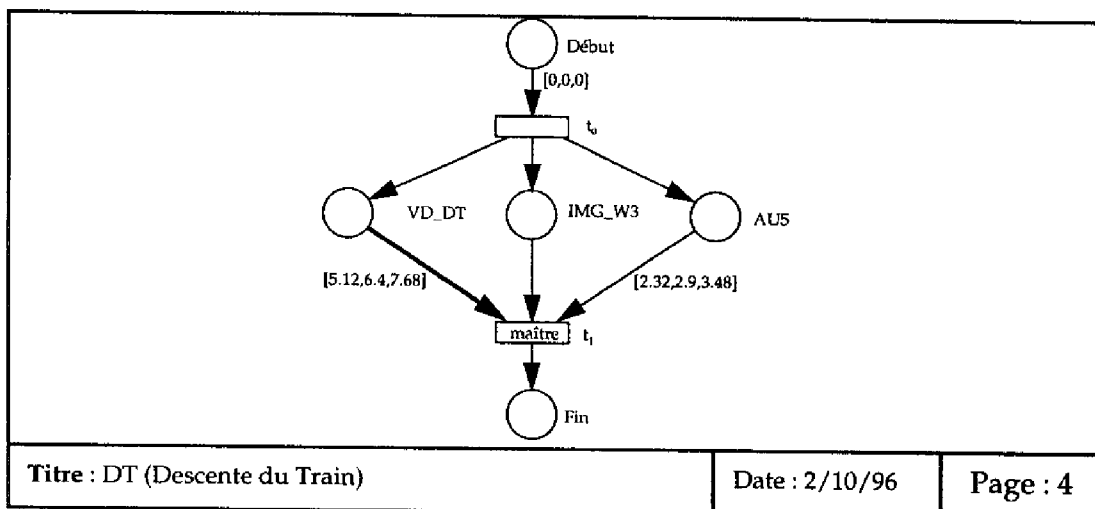 Début
[0,0,0]
t₀
VD_DT
IMG_W3
AU5
[5.12,6.4,7.68]
[2.32,2.9,3.48]
maître
t₁
Fin
Titre : DT (Descente du Train)
Date : 2/10/96
Page : 4